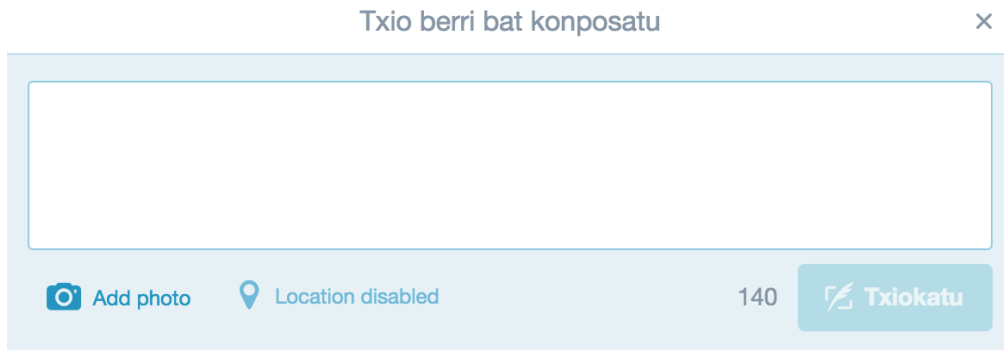 Txio berri bat konposatu
Add photo Location disabled 140 Txiokatu